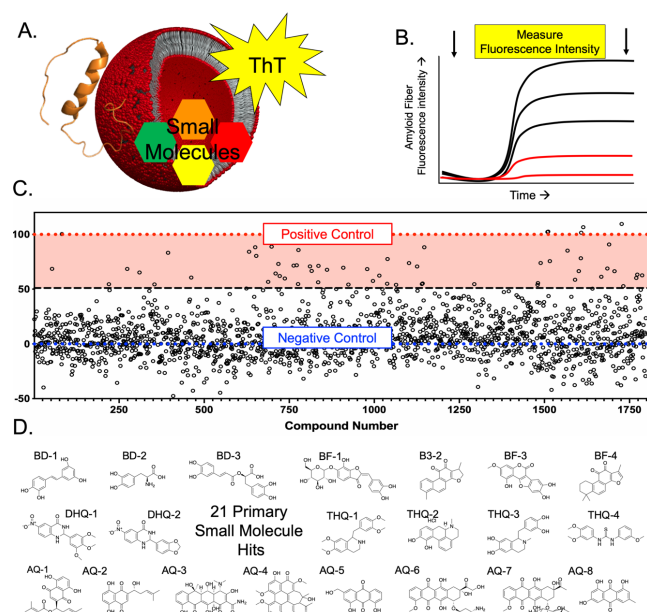 A.
ThT
Small
Molecules
B.
Measure
Fluorescence Intensity
Amyloid Fiber
Fluorescence intensity →
Time →
C.
Positive Control
Negative Control
100
50
0
-50
250
500
750
1000
1250
1500
1750
Compound Number
D.
BD-1
BD-2
BD-3
BF-1
B3-2
BF-3
BF-4
DHQ-1
DHQ-2
21 Primary
Small Molecule
Hits
THQ-1
THQ-2
THQ-3
THQ-4
AQ-1
AQ-2
AQ-3
AQ-4
AQ-5
AQ-6
AQ-7
AQ-8